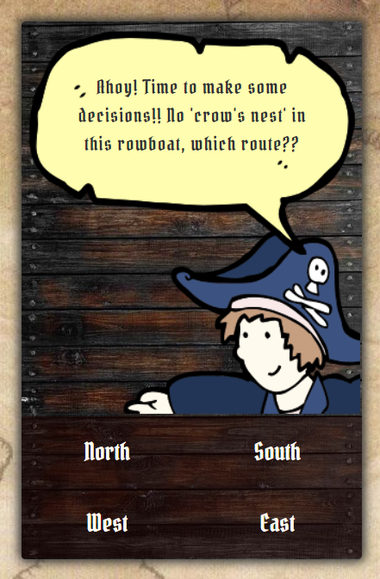 Ahoy! Time to make some
decisions!! No 'crow's nest' in
this rowboat, which route??
North South
West East